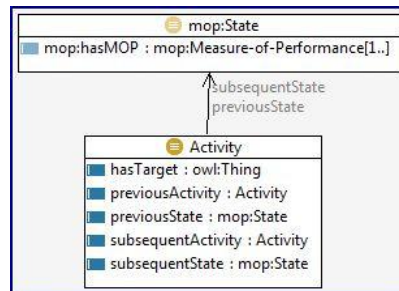 mop:State
mop:hasMOP : mop:Measure-of-Performance[1..]
subsequentState
previousState
Activity
hasTarget : owl:Thing
previousActivity : Activity
previousState : mop:State
subsequentActivity : Activity
subsequentState : mop:State